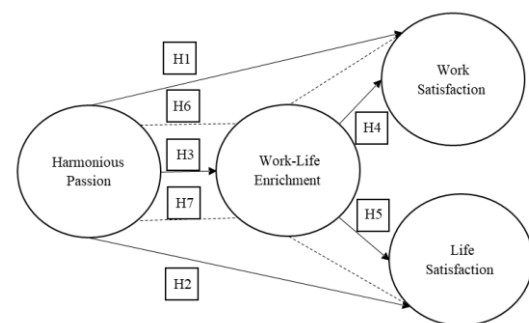 H1
Work
Satisfaction
H6
H4
Harmonious
Passion
H3
Work-Life
Enrichment
H7
H5
Life
Satisfaction
H2